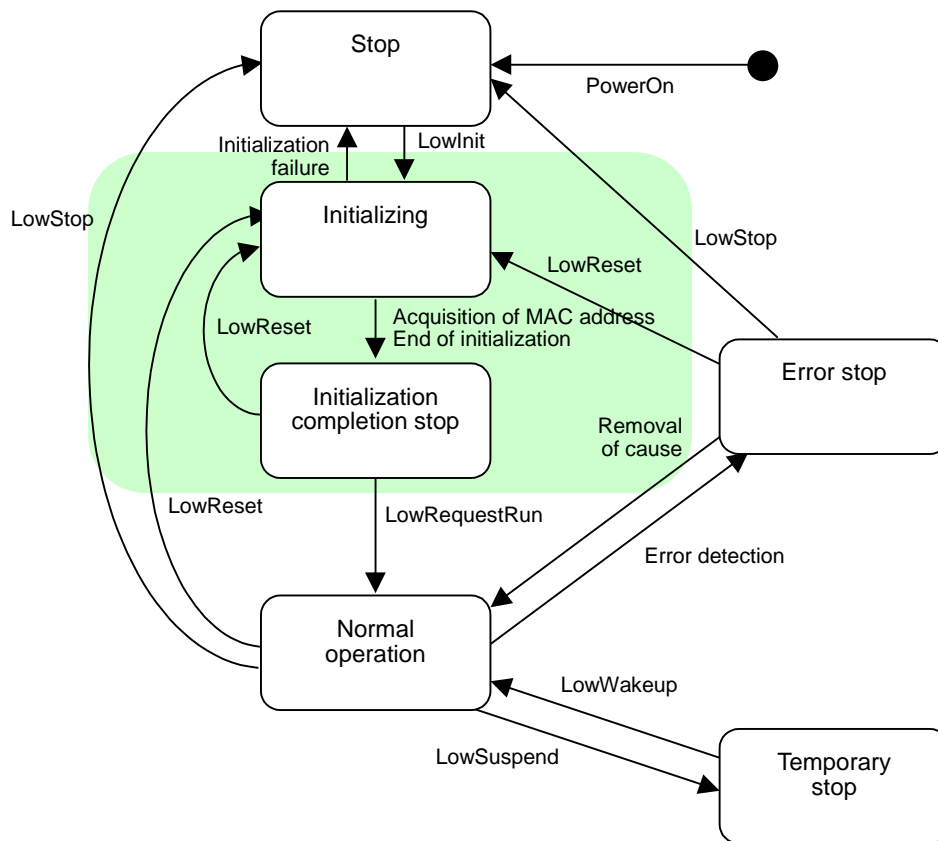 Stop
PowerOn
Initialization
failure
LowInit
LowStop
Initializing
LowStop
LowReset
LowReset
Acquisition of MAC address
End of initialization
Error stop
Initialization
completion stop
Removal
of cause
LowReset
LowRequestRun
Error detection
Normal
operation
LowWakeup
LowSuspend
Temporary
stop